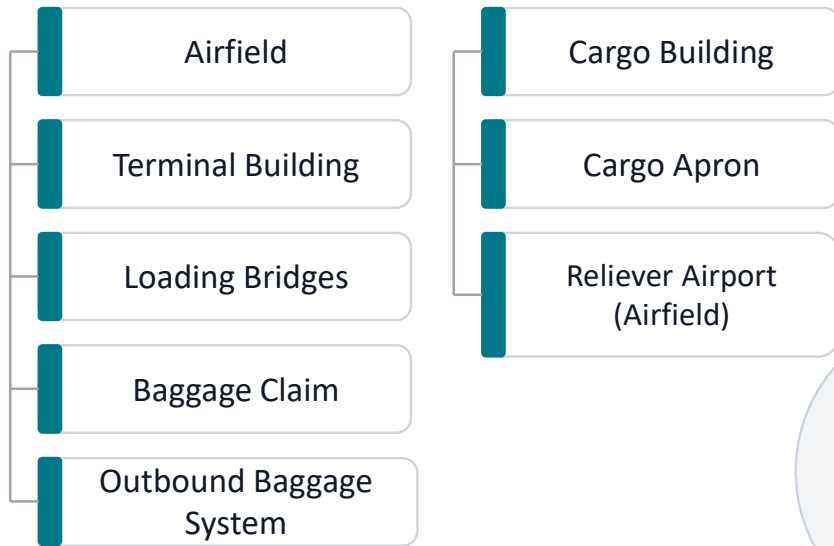 Airfield
Terminal Building
Loading Bridges
Baggage Claim
Outbound Baggage
System
Cargo Building
Cargo Apron
Reliever Airport
(Airfield)